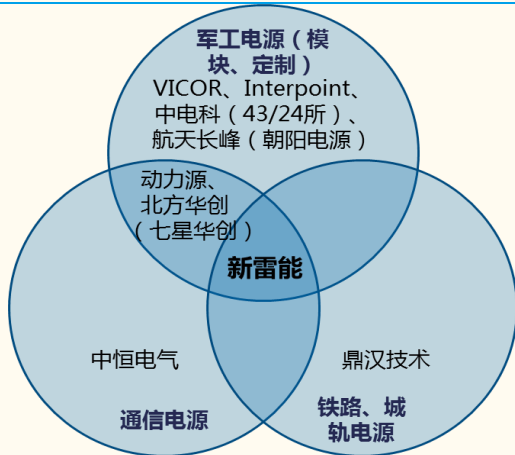 军工电源（模
块、定制）
VICOR、Interpoint、
中电科（43/24所）、
航天长峰（朝阳电源）
动力源、
北方华创
（七星华创）
新雷能
中恒电气
鼎汉技术
通信电源
铁路、城
轨电源